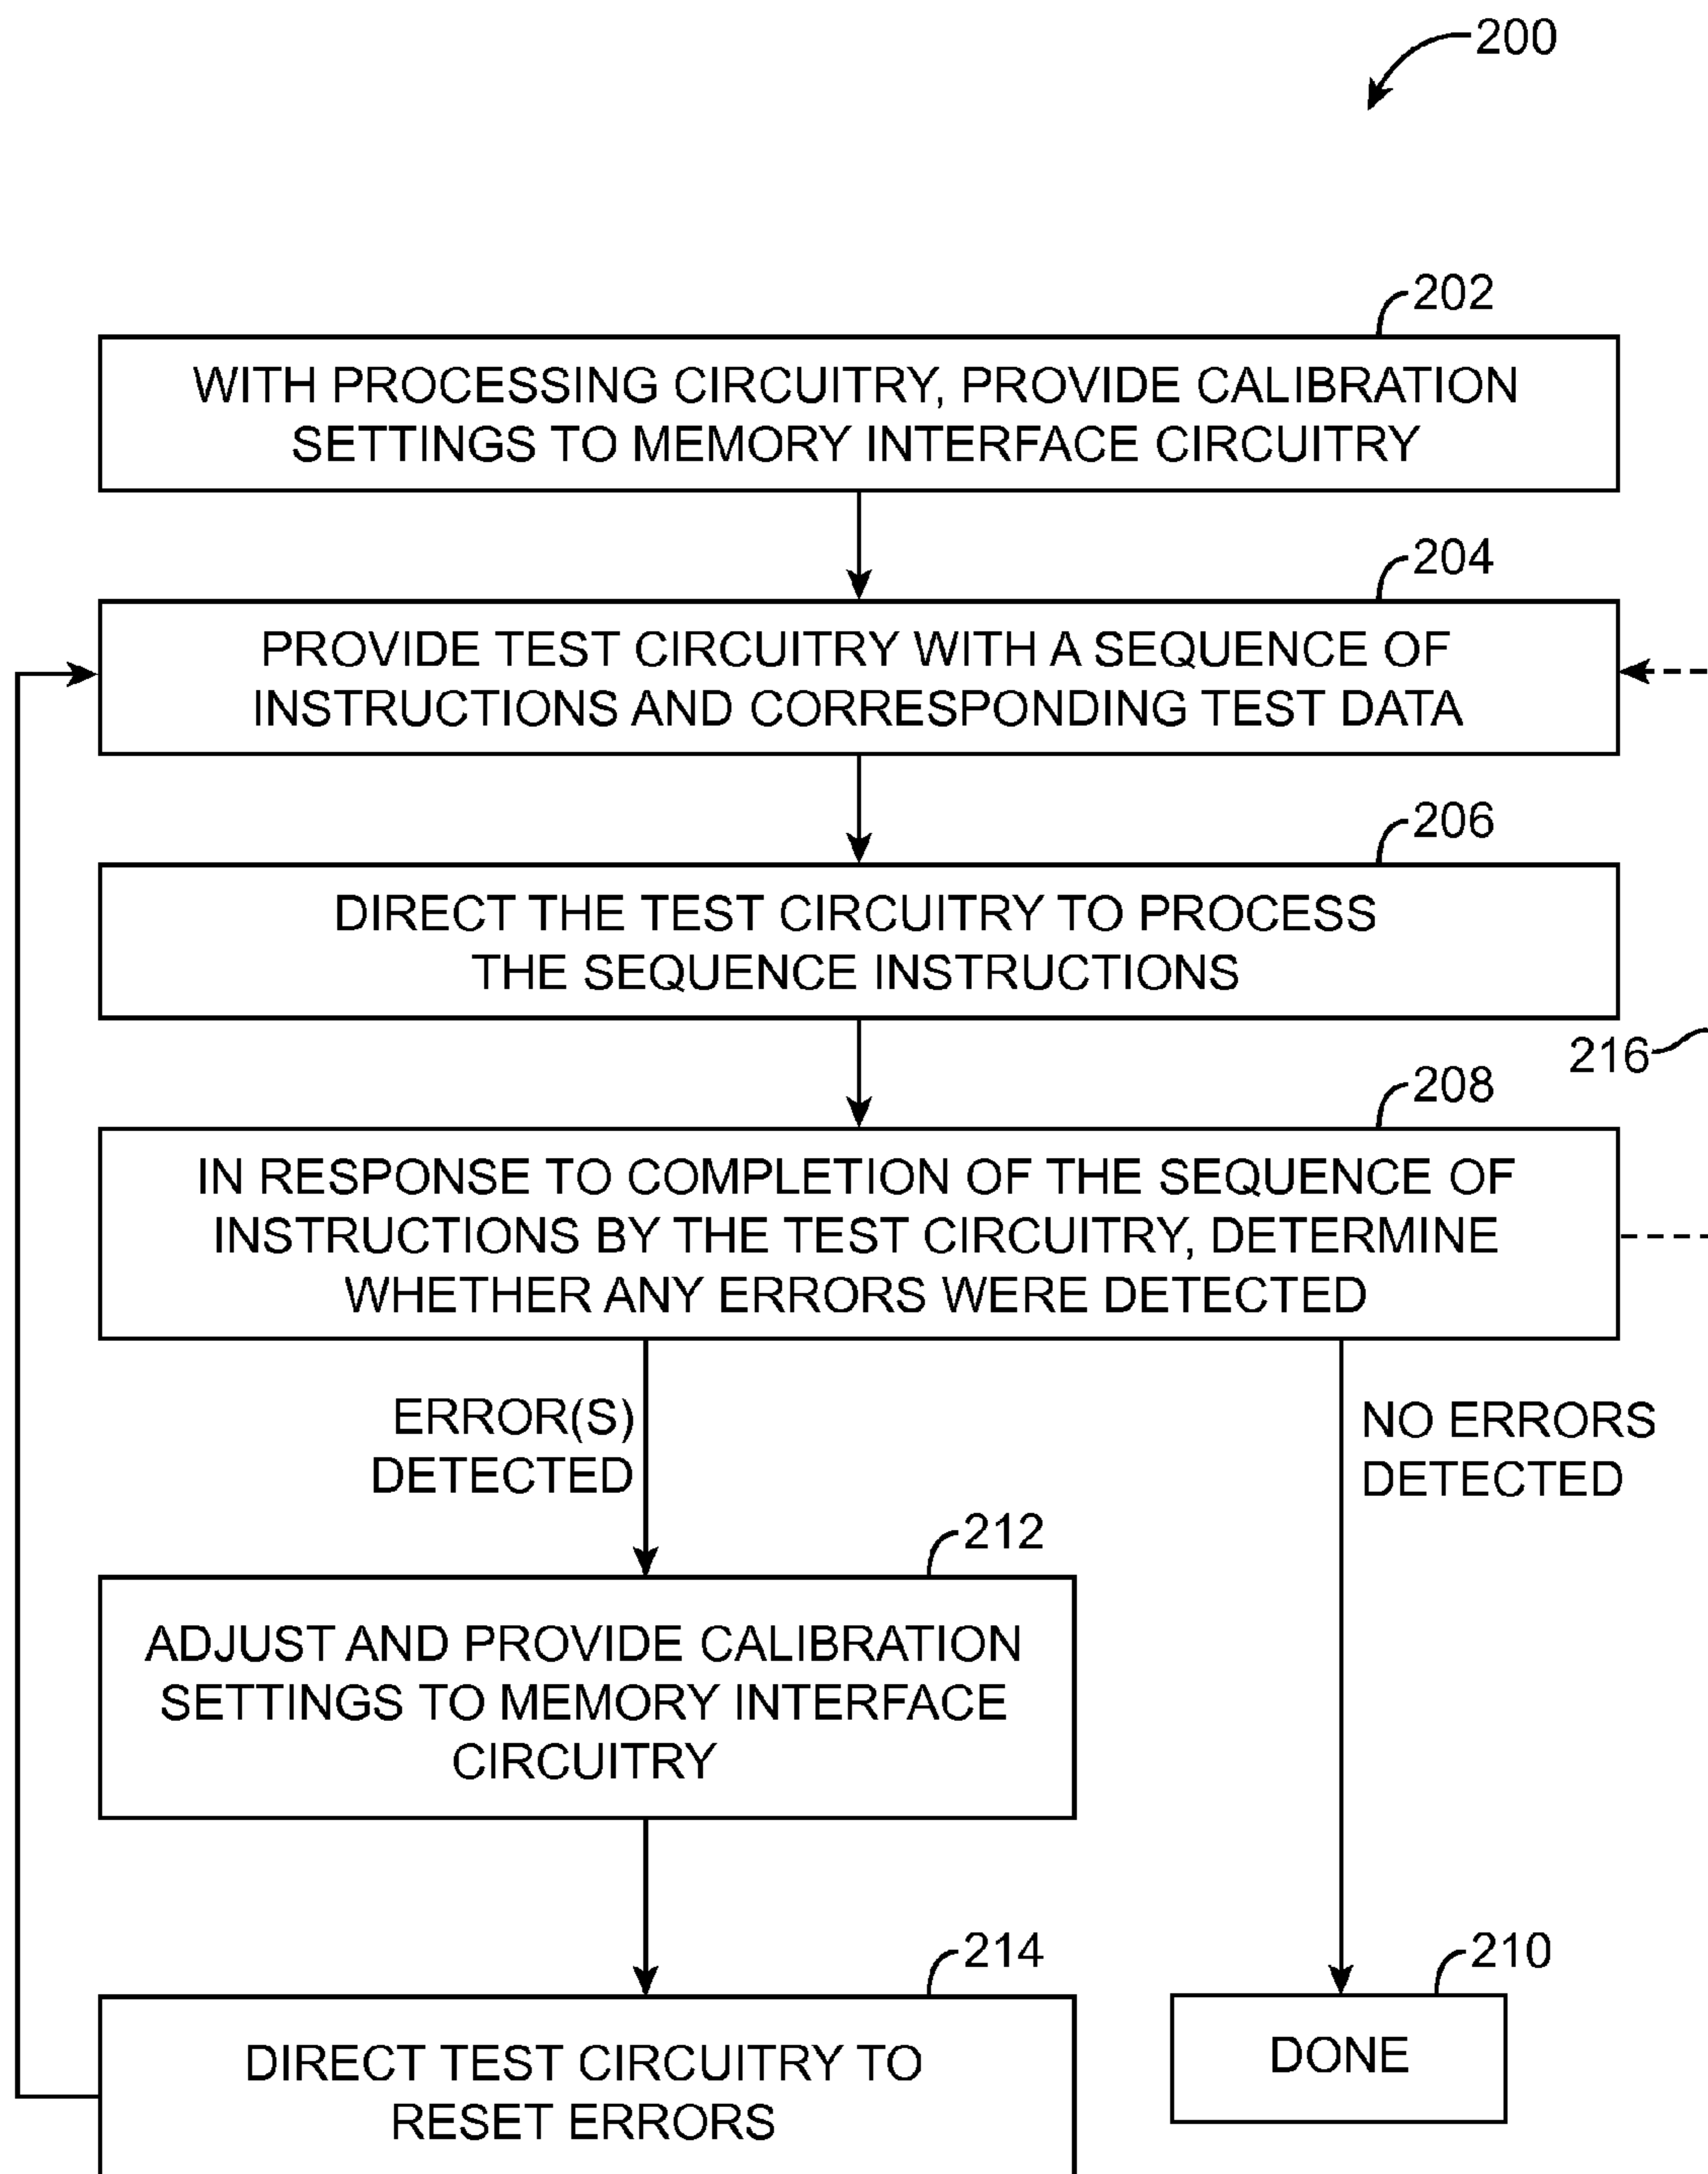 200
202
WITH PROCESSING CIRCUITRY, PROVIDE CALIBRATION
SETTINGS TO MEMORY INTERFACE CIRCUITRY
204
PROVIDE TEST CIRCUITRY WITH A SEQUENCE OF
INSTRUCTIONS AND CORRESPONDING TEST DATA
206
DIRECT THE TEST CIRCUITRY TO PROCESS
THE SEQUENCE INSTRUCTIONS
216
208
IN RESPONSE TO COMPLETION OF THE SEQUENCE OF
INSTRUCTIONS BY THE TEST CIRCUITRY, DETERMINE
WHETHER ANY ERRORS WERE DETECTED
ERROR(S)
DETECTED
NO ERRORS
DETECTED
212
ADJUST AND PROVIDE CALIBRATION
SETTINGS TO MEMORY INTERFACE
CIRCUITRY
214
DIRECT TEST CIRCUITRY TO
RESET ERRORS
210
DONE